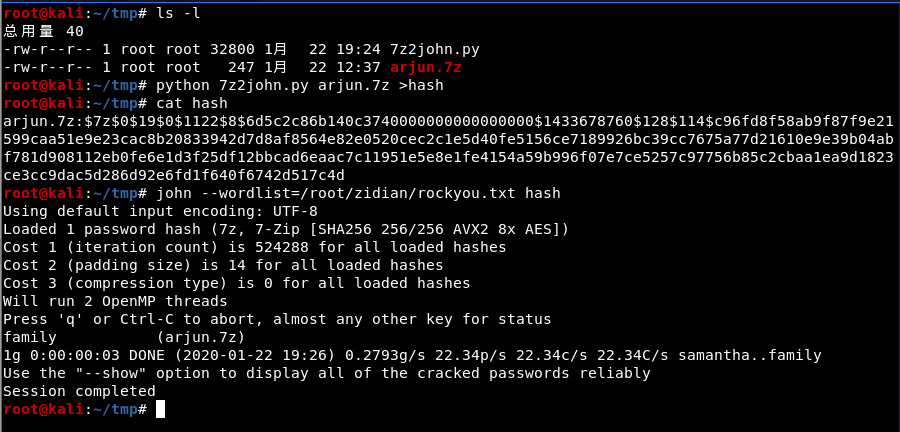 root@kali:~/tmp# ls -l
总用量 40
-rw-r--r-- 1 root root 32800 1月  22 19:24 7z2john.py
-rw-r--r-- 1 root root   247 1月  22 12:37 arjun.7z
root@kali:~/tmp# python 7z2john.py arjun.7z >hash
root@kali:~/tmp# cat hash
arjun.7z:$7z$0$19$0$1122$8$6d5c2c86b140c3740000000000000000$1433678760$128$114$c96fd8f58ab9f87f9e21
599caa51e9e23cac8b20833942d7d8af8564e82e0520cec2c1e5d40fe5156ce7189926bc39cc7675a77d21610e9e39b04ab
f781d908112eb0fe6e1d3f25df12bbcad6eaac7c11951e5e8e1fe4154a59b996f07e7ce5257c97756b85c2cbaa1ea9d1823
ce3cc9dac5d286d92e6fd1f640f6742d517c4d
root@kali:~/tmp# john --wordlist=/root/zidian/rockyou.txt hash
Using default input encoding: UTF-8
Loaded 1 password hash (7z, 7-Zip [SHA256 256/256 AVX2 8x AES])
Cost 1 (iteration count) is 524288 for all loaded hashes
Cost 2 (padding size) is 14 for all loaded hashes
Cost 3 (compression type) is 0 for all loaded hashes
Will run 2 OpenMP threads
Press 'q' or Ctrl-C to abort, almost any other key for status
family           (arjun.7z)
1g 0:00:00:03 DONE (2020-01-22 19:26) 0.2793g/s 22.34p/s 22.34c/s 22.34C/s samantha..family
Use the "--show" option to display all of the cracked passwords reliably
Session completed
root@kali:~/tmp#